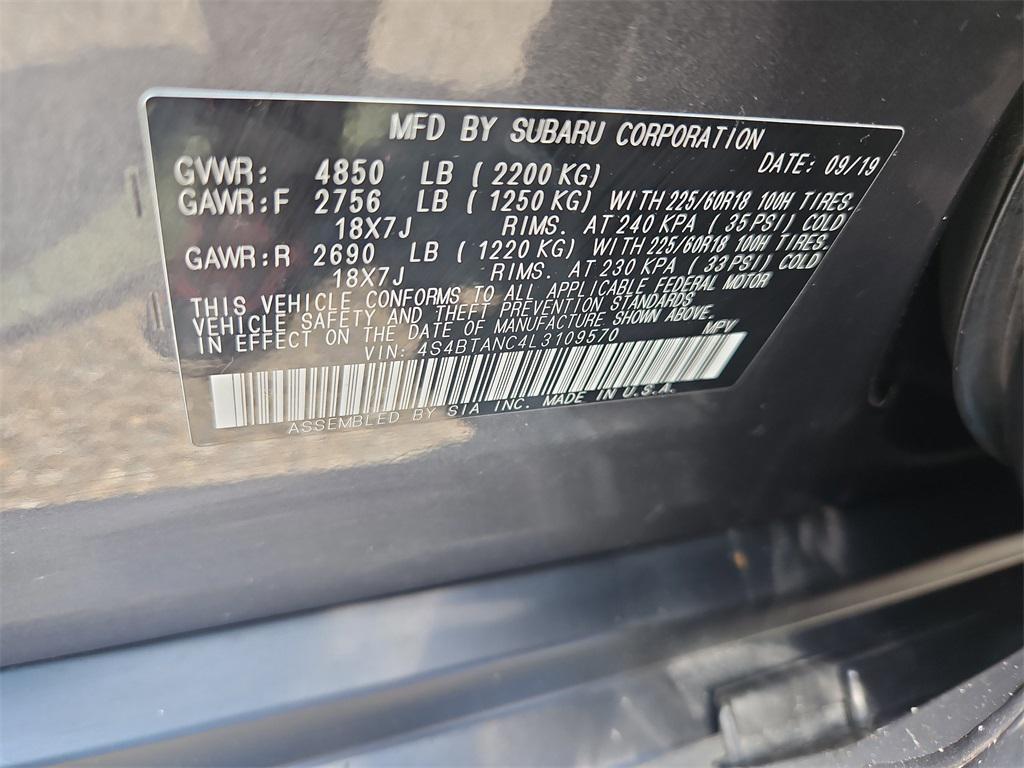 MFD BY SUBARU CORPORATION
DATE: 09/19
GVWR: 4850 LB ( 2200 KG)
GAWR:F 2756 LB ( 1250 KG) WITH 225/60R18 100H TIRES.
18X7J RIMS. AT 240 KPA ( 35 PSI) COLD
GAWR:R 2690 LB ( 1220 KG) WITH 225/60R18 100H TIRES.
18X7J RIMS. AT 230 KPA ( 33 PSI) COLD
THIS VEHICLE CONFORMS TO ALL APPLICABLE FEDERAL MOTOR
VEHICLE SAFETY AND THEFT PREVENTION STANDARDS
IN EFFECT ON THE DATE OF MANUFACTURE SHOWN ABOVE.
VIN: 4S4BTANC4L3109570 MPV
ASSEMBLED BY SIA INC. MADE IN U.S.A.